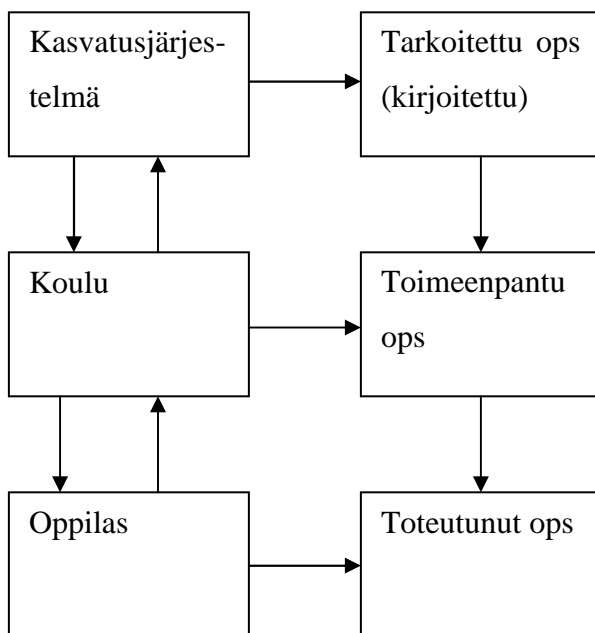 Kasvatusjärjes-
telmä
Tarkoitettu ops
(kirjoitettu)
Koulu
Toimeenpantu
ops
Oppilas
Toteutunut ops